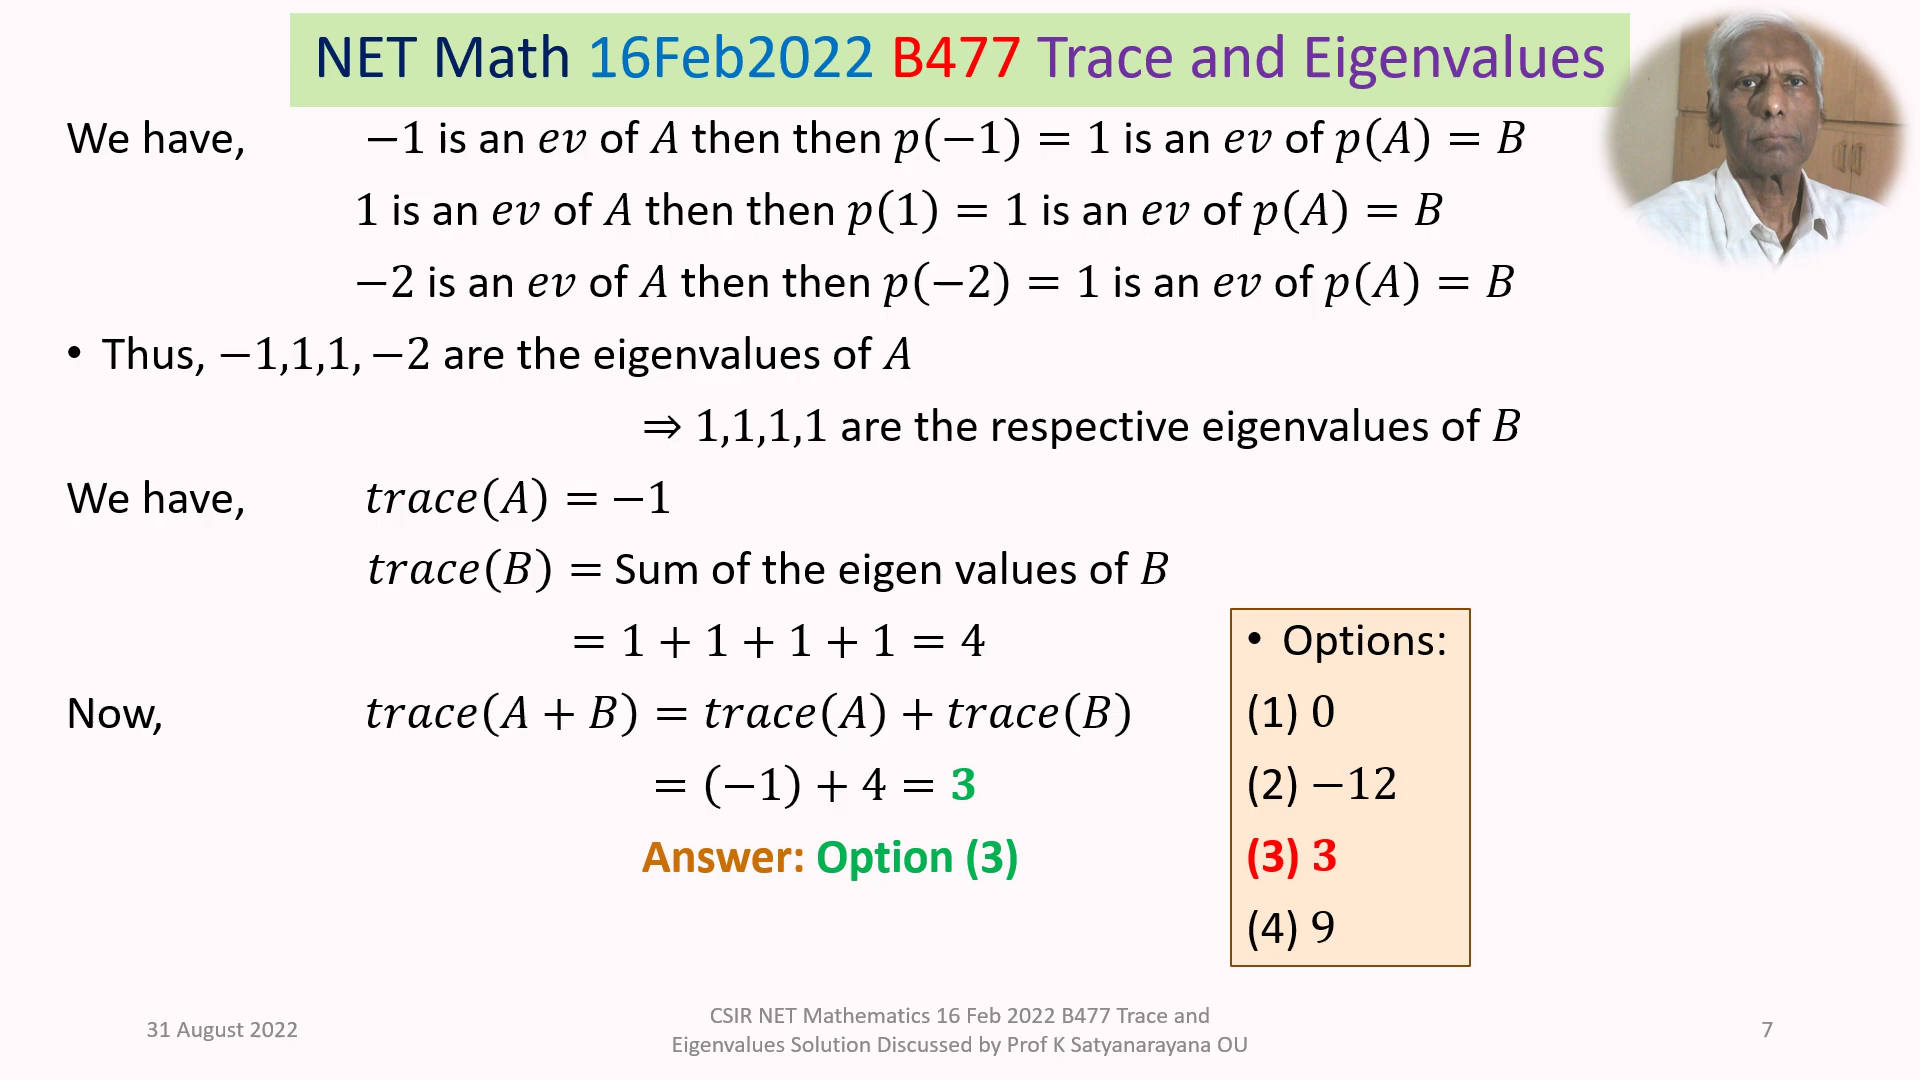 NET Math 16Feb2022 B477 Trace and Eigenvalues
We have, −1 is an ev of A then then p(−1) = 1 is an ev of p(A) = B
1 is an ev of A then then p(1) = 1 is an ev of p(A) = B
−2 is an ev of A then then p(−2) = 1 is an ev of p(A) = B
• Thus, −1,1,1, −2 are the eigenvalues of A
⇒ 1,1,1,1 are the respective eigenvalues of B
We have, trace(A) = −1
trace(B) = Sum of the eigen values of B
= 1 + 1 + 1 + 1 = 4
Now, trace(A + B) = trace(A) + trace(B)
= (−1) + 4 = 3
Answer: Option (3)
• Options:
(1) 0
(2) −12
(3) 3
(4) 9
31 August 2022
CSIR NET Mathematics 16 Feb 2022 B477 Trace and
Eigenvalues Solution Discussed by Prof K Satyanarayana OU
7